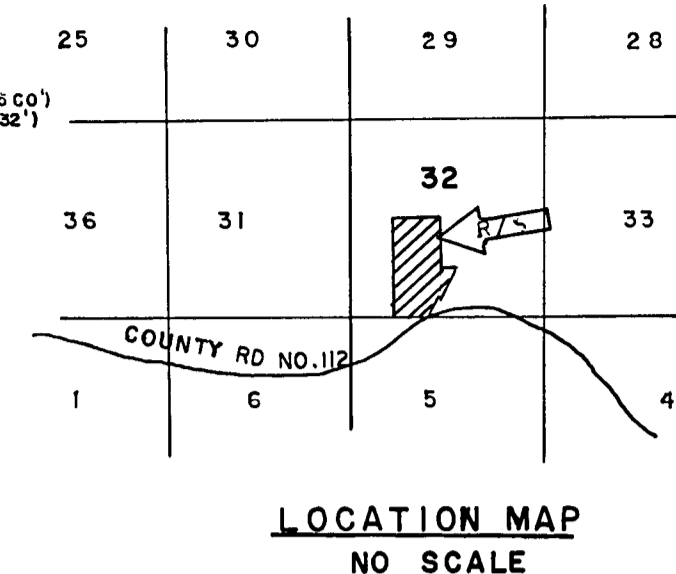 25 30 29 28
32')
32
36 31 R/S 33
COUNTY RD NO.112
1 6 5 4
LOCATION MAP
NO SCALE